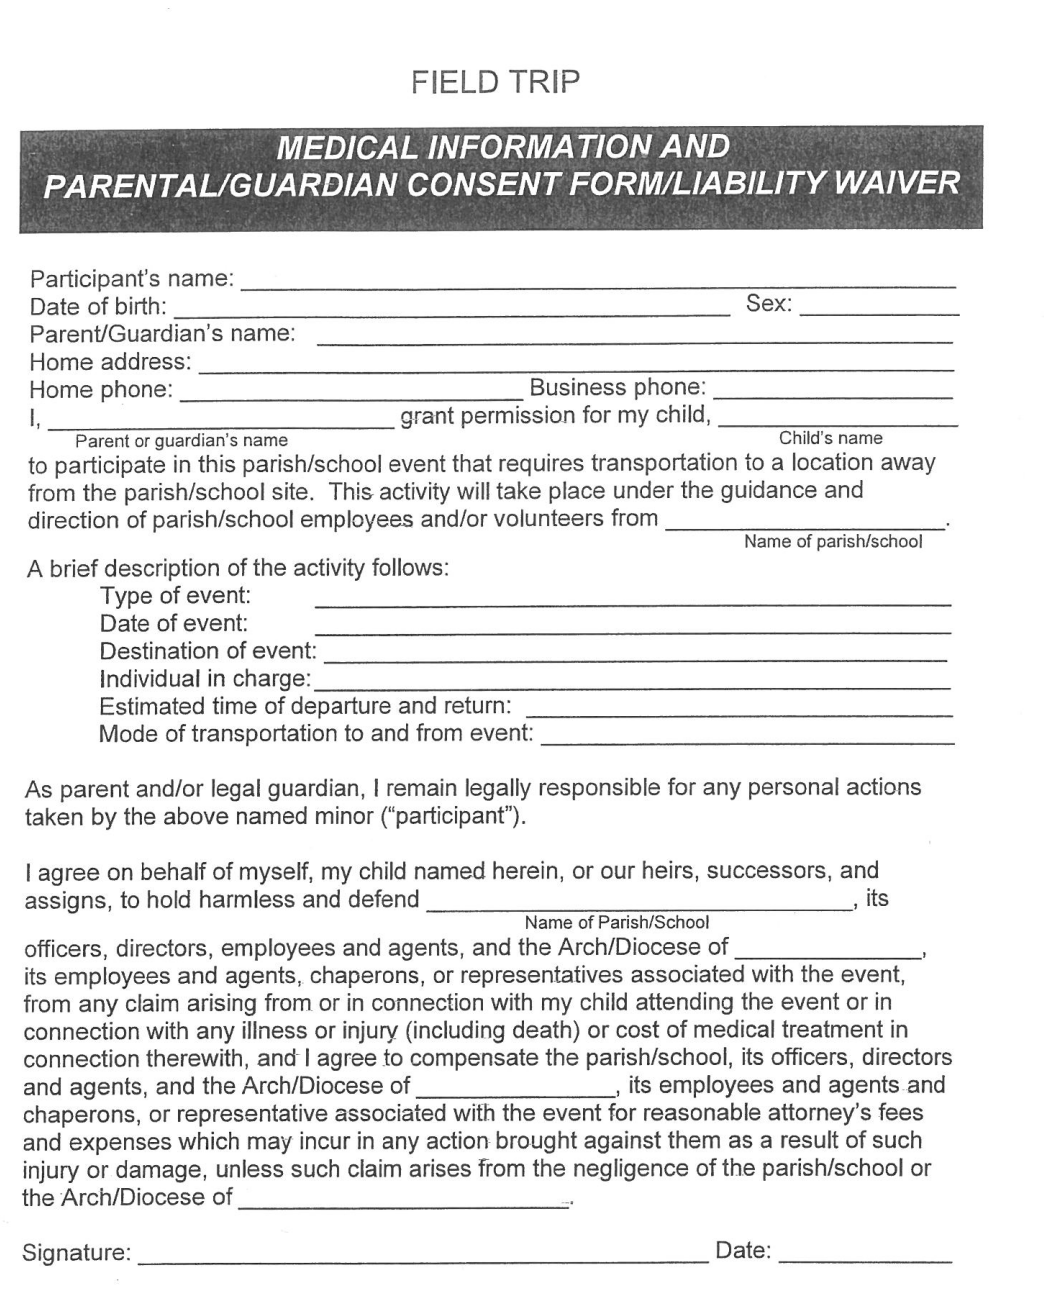 FIELD TRIP
MEDICAL INFORMATION AND
PARENTAL/GUARDIAN CONSENT FORM/LIABILITY WAIVER
Participant's name:
Date of birth: Sex:
Parent/Guardian's name:
Home address:
Home phone: Business phone:
I, grant permission for my child,
Parent or guardian's name Child's name
to participate in this parish/school event that requires transportation to a location away
from the parish/school site. This activity will take place under the guidance and
direction of parish/school employees and/or volunteers from .
Name of parish/school
A brief description of the activity follows:
Type of event:
Date of event:
Destination of event:
Individual in charge:
Estimated time of departure and return:
Mode of transportation to and from event:
As parent and/or legal guardian, I remain legally responsible for any personal actions
taken by the above named minor ("participant").
I agree on behalf of myself, my child named herein, or our heirs, successors, and
assigns, to hold harmless and defend , its
Name of Parish/School
officers, directors, employees and agents, and the Arch/Diocese of ,
its employees and agents, chaperons, or representatives associated with the event,
from any claim arising from or in connection with my child attending the event or in
connection with any illness or injury (including death) or cost of medical treatment in
connection therewith, and I agree to compensate the parish/school, its officers, directors
and agents, and the Arch/Diocese of , its employees and agents and
chaperons, or representative associated with the event for reasonable attorney's fees
and expenses which may incur in any action brought against them as a result of such
injury or damage, unless such claim arises from the negligence of the parish/school or
the Arch/Diocese of .
Signature: Date: